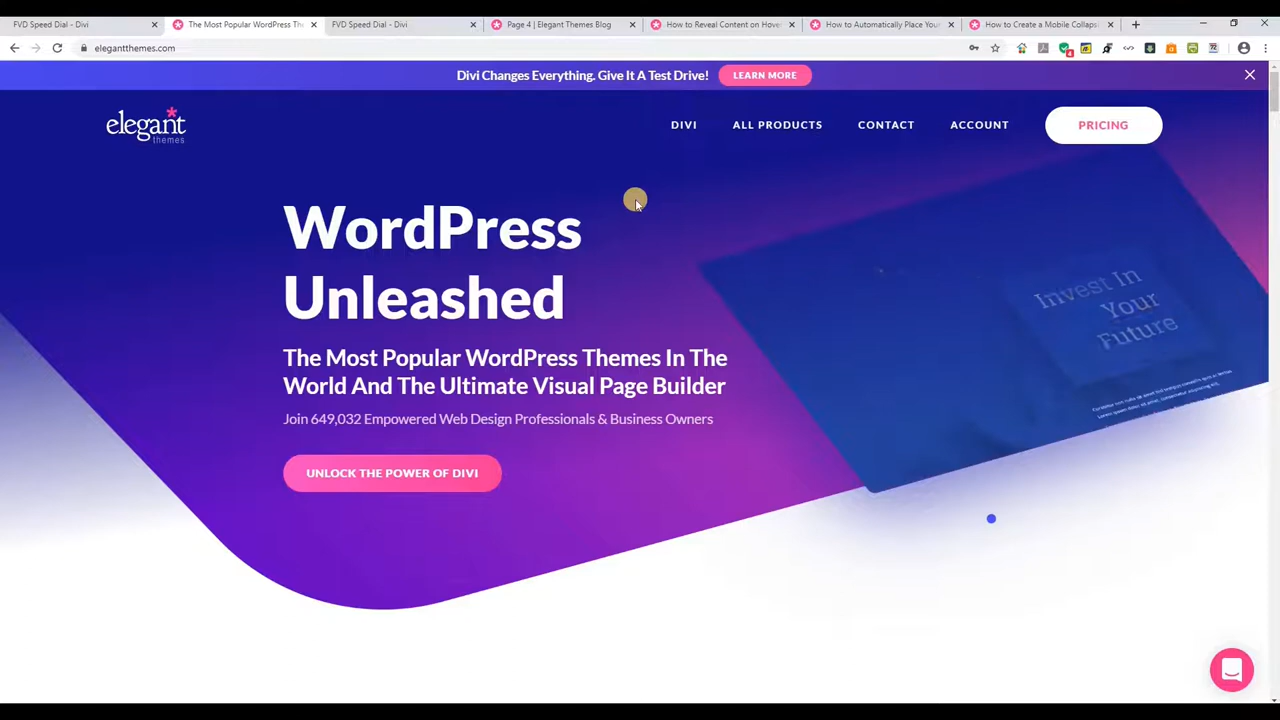 FVD Speed Dial - Divi
The Most Popular WordPress The
FVD Speed Dial - Divi
Page 4 | Elegant Themes Blog
How to Reveal Content on Hover
How to Automatically Place Your
How to Create a Mobile Collaps
elegantthemes.com
Divi Changes Everything. Give It A Test Drive!
LEARN MORE
elegant
themes
DIVI
ALL PRODUCTS
CONTACT
ACCOUNT
PRICING
WordPress
Unleashed
The Most Popular WordPress Themes In The
World And The Ultimate Visual Page Builder
Join 649,032 Empowered Web Design Professionals & Business Owners
UNLOCK THE POWER OF DIVI
Invest In
Your
Future